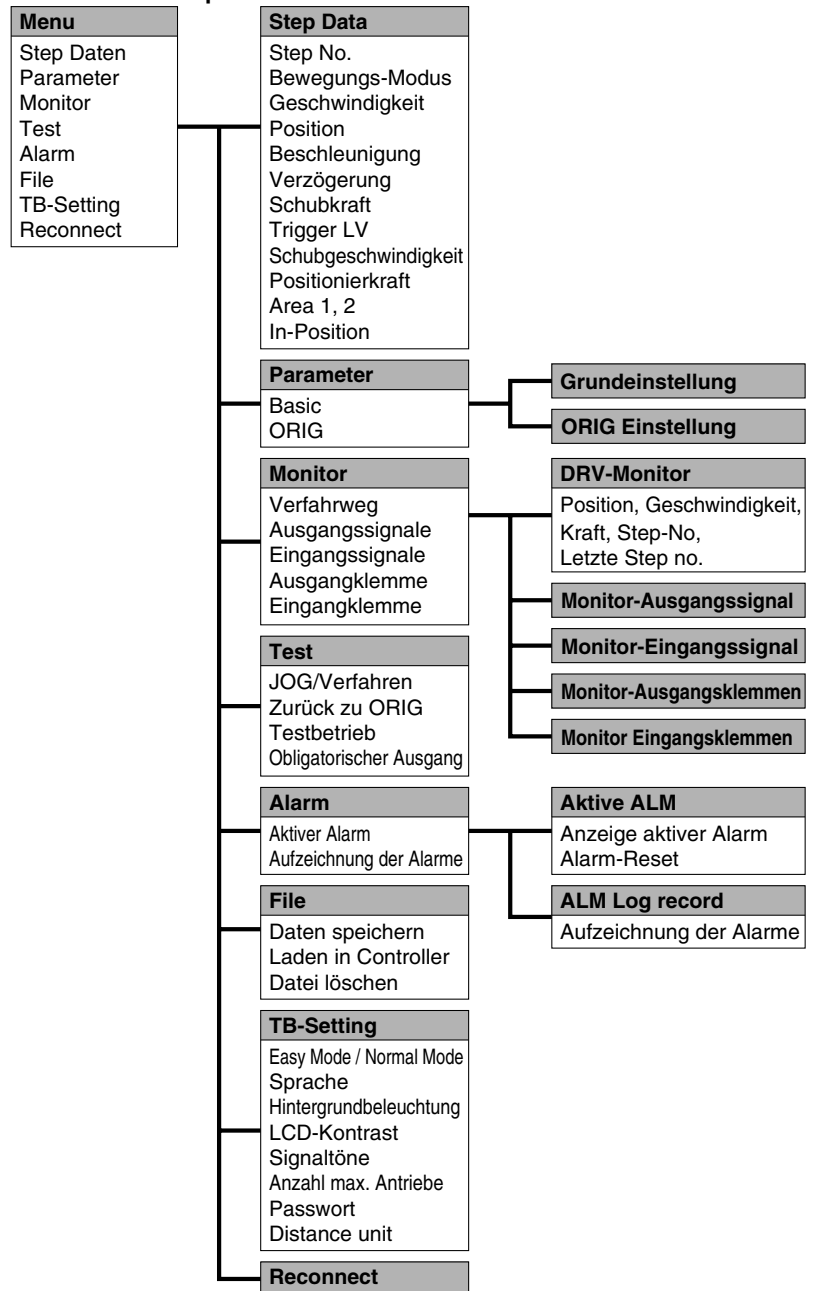 Menu
Step Daten
Parameter
Monitor
Test
Alarm
File
TB-Setting
Reconnect
Step Data
Step No.
Bewegungs-Modus
Geschwindigkeit
Position
Beschleunigung
Verzögerung
Schubkraft
Trigger LV
Schubgeschwindigkeit
Positionierkraft
Area 1, 2
In-Position
Parameter
Basic
ORIG
Grundeinstellung
ORIG Einstellung
Monitor
Verfahrweg
Ausgangssignale
Eingangssignale
Ausgangklemme
Eingangklemme
DRV-Monitor
Position, Geschwindigkeit,
Kraft, Step-No,
Letzte Step no.
Monitor-Ausgangssignal
Monitor-Eingangssignal
Monitor-Ausgangsklemmen
Monitor Eingangsklemmen
Test
JOG/Verfahren
Zurück zu ORIG
Testbetrieb
Obligatorischer Ausgang
Alarm
Aktiver Alarm
Aufzeichnung der Alarme
Aktive ALM
Anzeige aktiver Alarm
Alarm-Reset
ALM Log record
Aufzeichnung der Alarme
File
Daten speichern
Laden in Controller
Datei löschen
TB-Setting
Easy Mode / Normal Mode
Sprache
Hintergrundbeleuchtung
LCD-Kontrast
Signaltöne
Anzahl max. Antriebe
Passwort
Distance unit
Reconnect